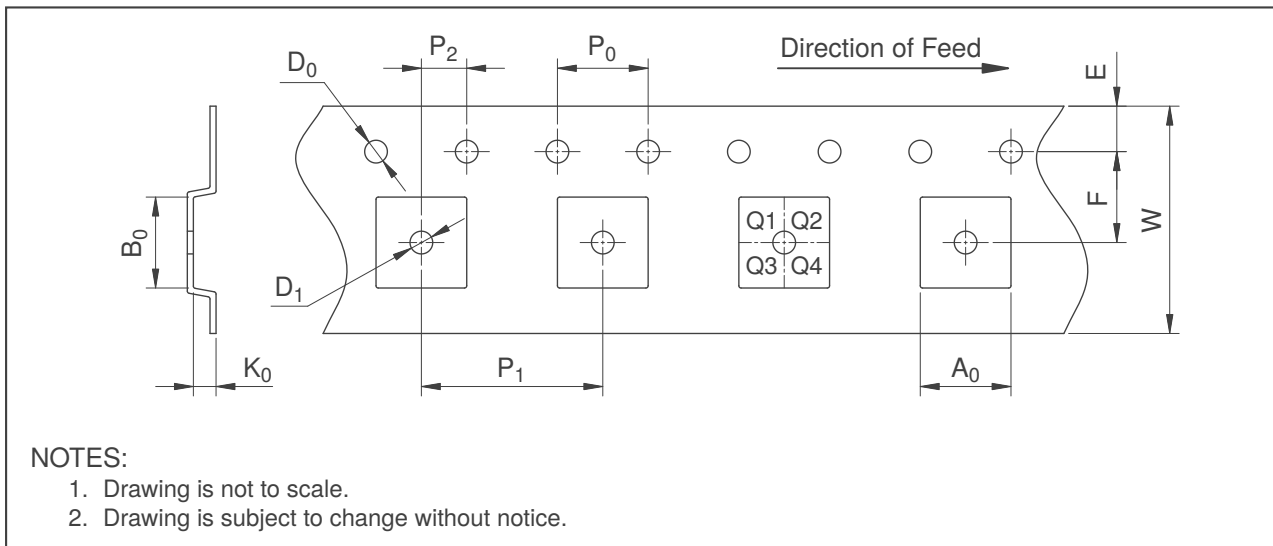 P0
P2
Direction of Feed
D0
E
Q1 Q2
F
W
B0
Q3 Q4
D1
K0
P1
A0
NOTES:
1. Drawing is not to scale.
2. Drawing is subject to change without notice.